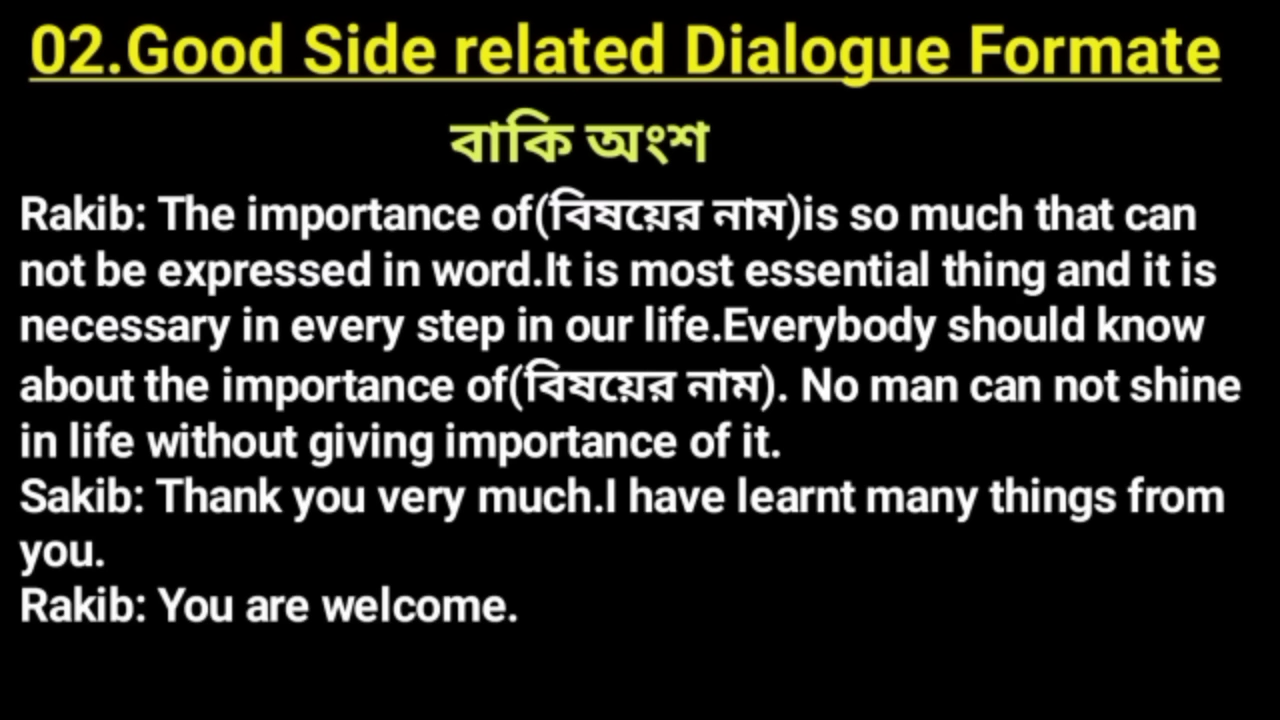 02.Good Side related Dialogue Formate
বাকি অংশ
Rakib: The importance of(বিষয়ের নাম)is so much that can
not be expressed in word.It is most essential thing and it is
necessary in every step in our life.Everybody should know
about the importance of(বিষয়ের নাম). No man can not shine
in life without giving importance of it.
Sakib: Thank you very much.I have learnt many things from
you.
Rakib: You are welcome.